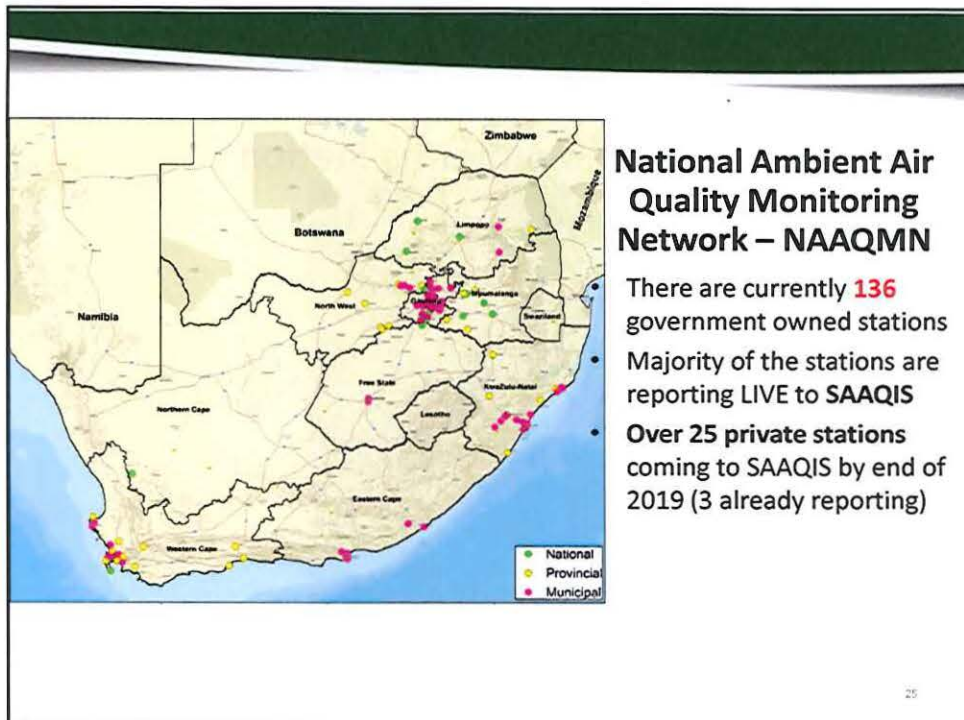 Zimbabwe
Mozambique
Limpopo
Botswana
North West
Gauteng
Mpumalanga
Swaziland
Namibia
Free State
KwaZulu-Natal
Northern Cape
Lesotho
Eastern Cape
Western Cape
National
Provincial
Municipal
National Ambient Air
Quality Monitoring
Network – NAAQMN
There are currently 136
government owned stations
Majority of the stations are
reporting LIVE to SAAQIS
Over 25 private stations
coming to SAAQIS by end of
2019 (3 already reporting)
25